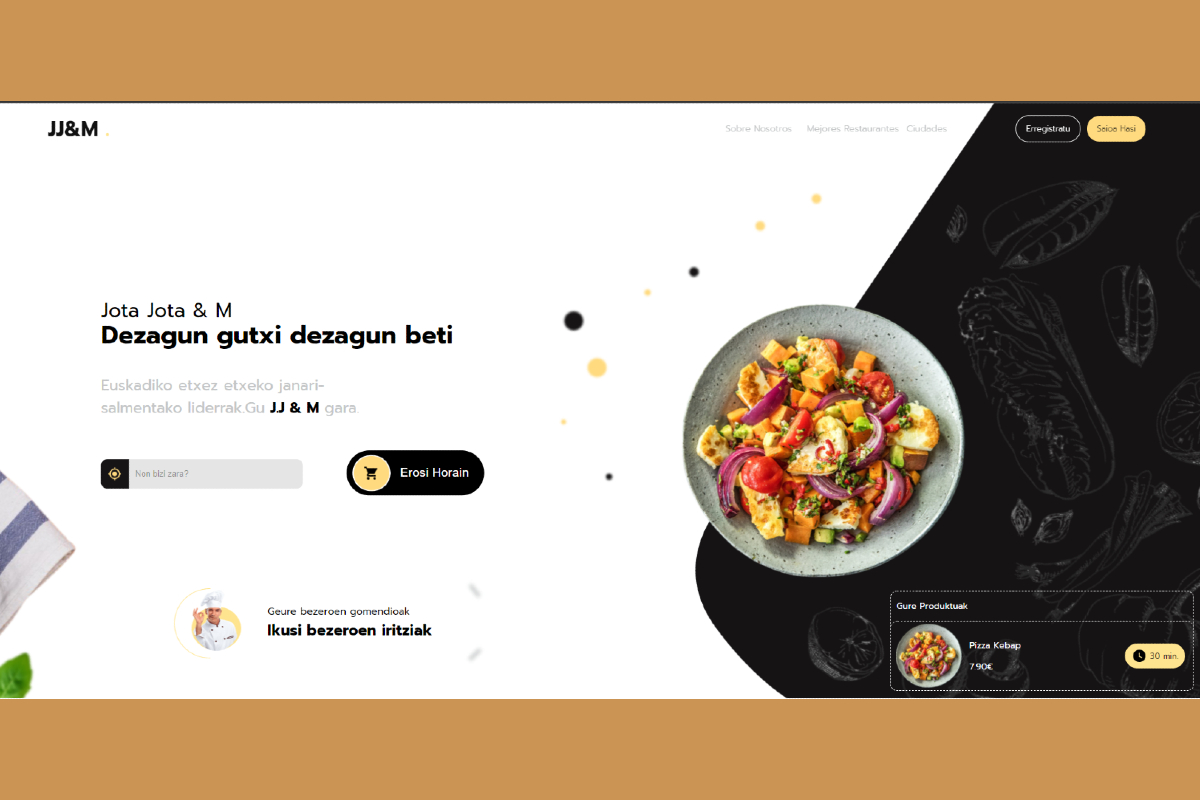 JJ&M .
Sobre Nosotros Mejores Restaurantes Ciudades
Erregistratu
Saioa Hasi
Jota Jota & M
Dezagun gutxi dezagun beti
Euskadiko etxez etxeko janari-
salmentako liderrak.Gu JJ & M gara.
Non bizi zara?
Erosi Horain
Geure bezeroen gomendioak
Ikusi bezeroen iritziak
Gure Produktuak
Pizza Kebap
7.90€
30 min.